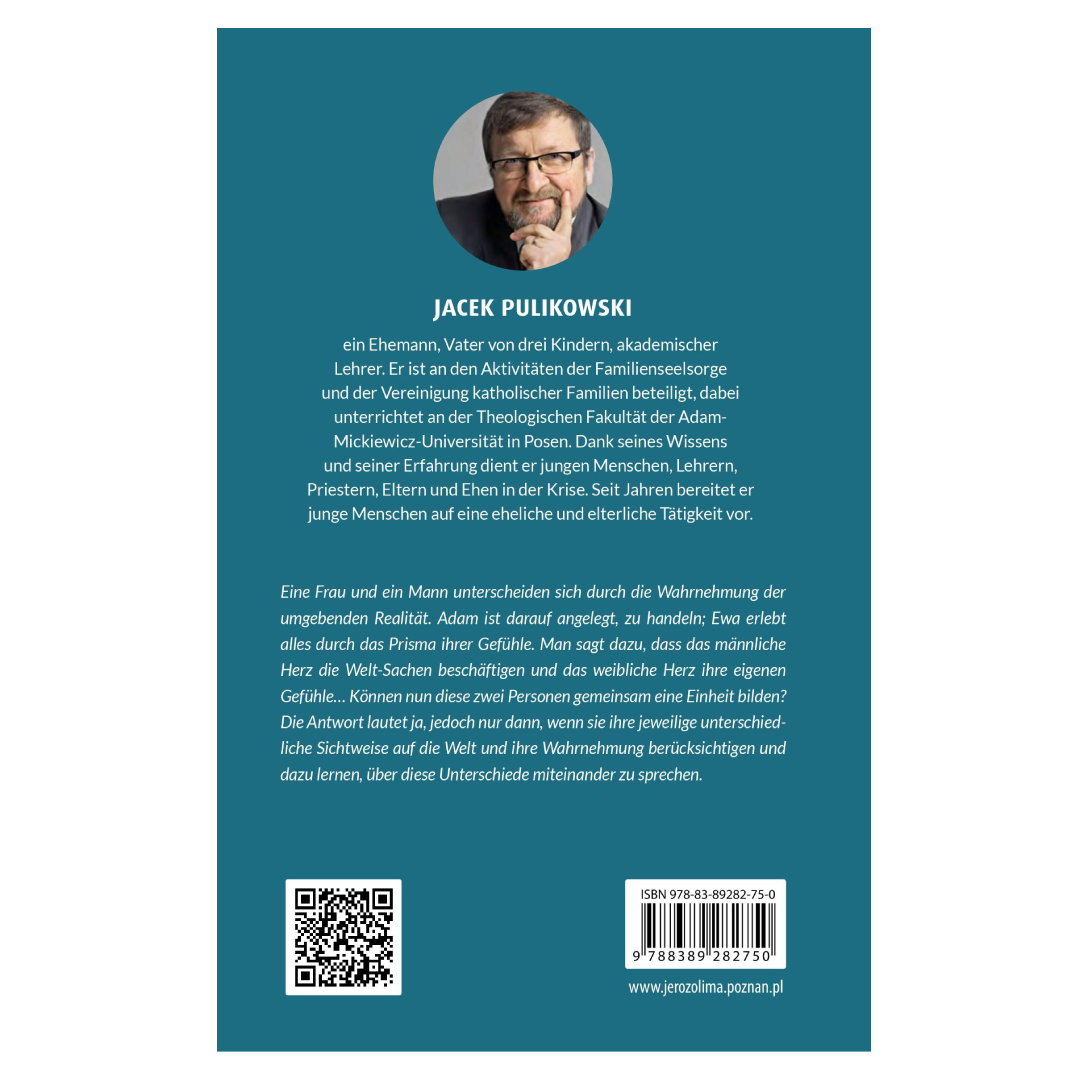 JACEK PULIKOWSKI
ein Ehemann, Vater von drei Kindern, akademischer
Lehrer. Er ist an den Aktivitäten der Familienseelsorge
und der Vereinigung katholischer Familien beteiligt, dabei
unterrichtet an der Theologischen Fakultät der Adam-
Mickiewicz-Universität in Posen. Dank seines Wissens
und seiner Erfahrung dient er jungen Menschen, Lehrern,
Priestern, Eltern und Ehen in der Krise. Seit Jahren bereitet er
junge Menschen auf eine eheliche und elterliche Tätigkeit vor.
Eine Frau und ein Mann unterscheiden sich durch die Wahrnehmung der
umgebenden Realität. Adam ist darauf angelegt, zu handeln; Ewa erlebt
alles durch das Prisma ihrer Gefühle. Man sagt dazu, dass das männliche
Herz die Welt-Sachen beschäftigen und das weibliche Herz ihre eigenen
Gefühle... Können nun diese zwei Personen gemeinsam eine Einheit bilden?
Die Antwort lautet ja, jedoch nur dann, wenn sie ihre jeweilige unterschied-
liche Sichtweise auf die Welt und ihre Wahrnehmung berücksichtigen und
dazu lernen, über diese Unterschiede miteinander zu sprechen.
ISBN 978-83-89282-75-0
9 788389 282750
www.jerozolima.poznan.pl